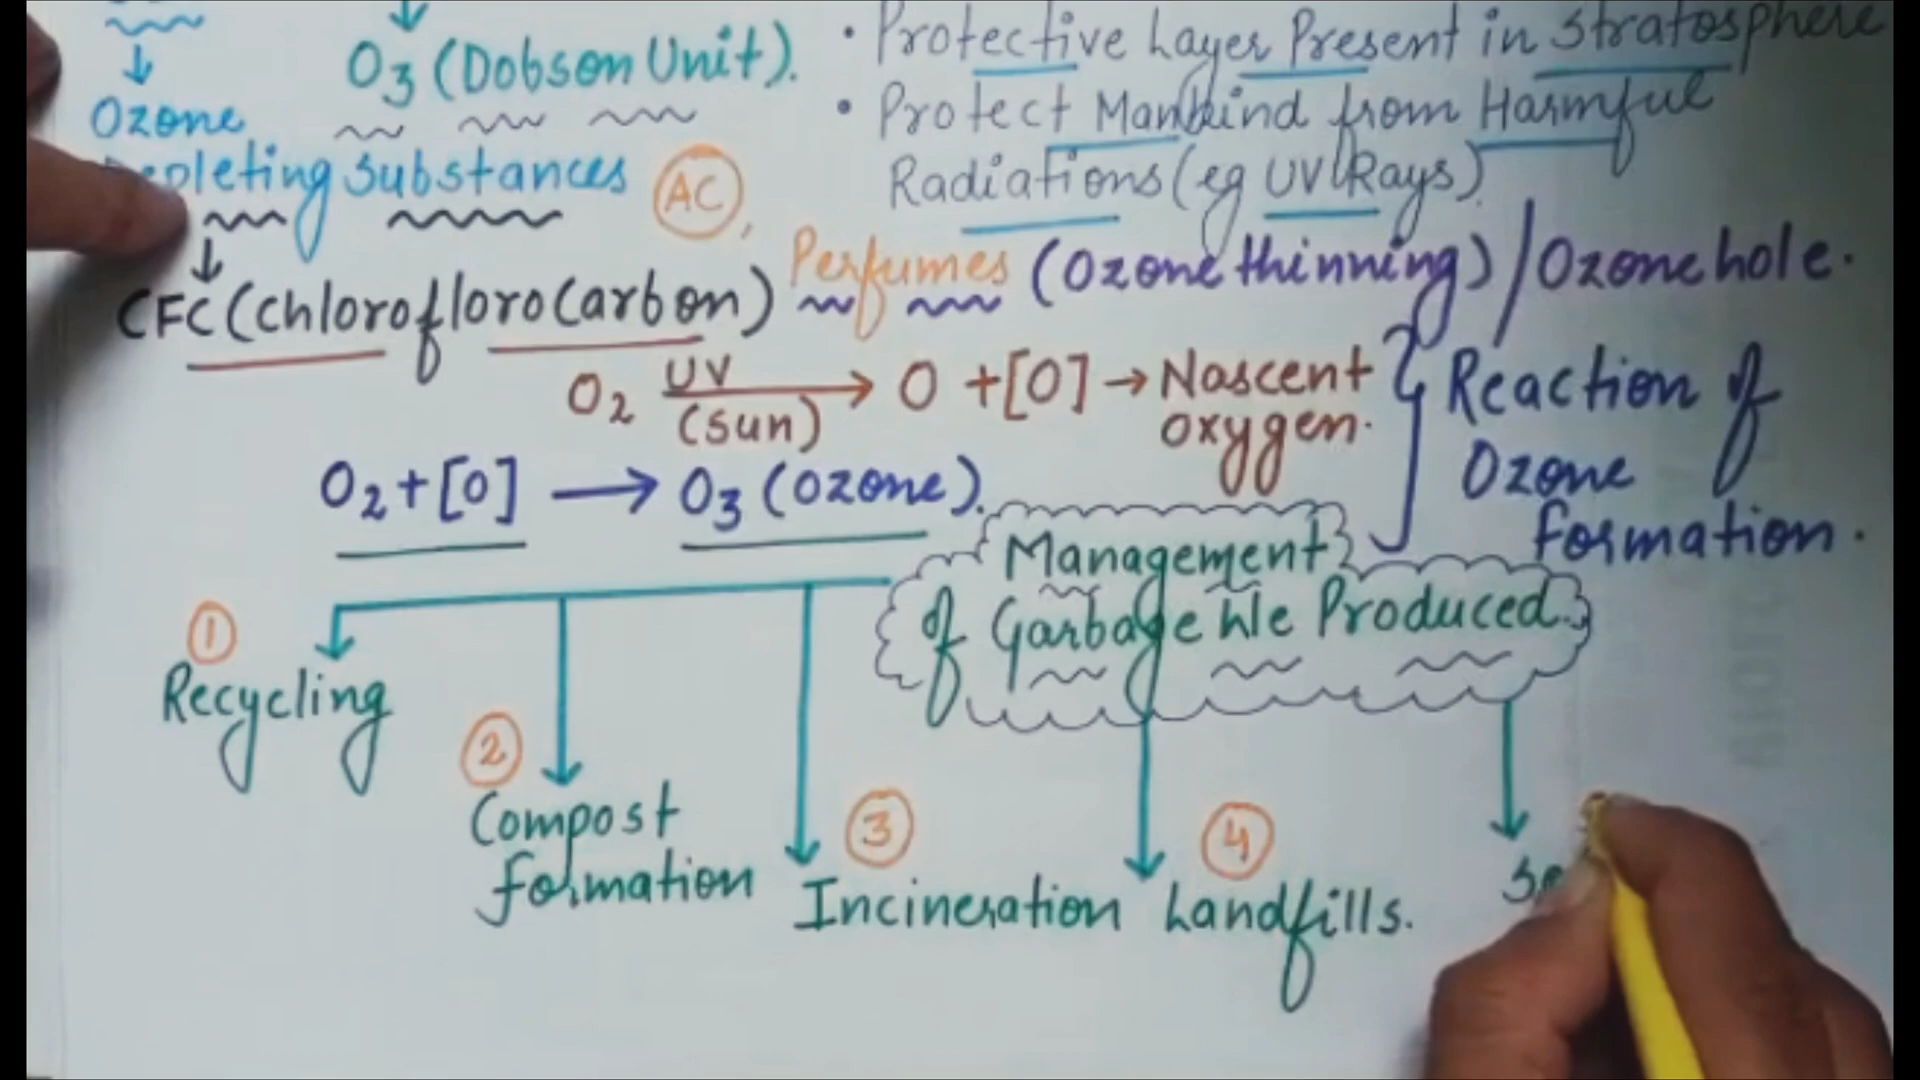 O3 (Dobson Unit).
Ozone
Depleting Substances
• Protective Layer Present in Stratosphere
• Protect Mankind from Harmful
Radiations (eg UV Rays)
AC,
CFC (Chlorofloro Carbon)
Perfumes (Ozone thinning) / Ozone hole.
O2 UV (Sun) → O + [O] → Nascent
oxygen.
Reaction of
Ozone
formation.
O2 + [O] → O3 (Ozone).
Management
of Garbage We Produced.
1
Recycling
2
Compost
formation
3
Incineration
4
Landfills.